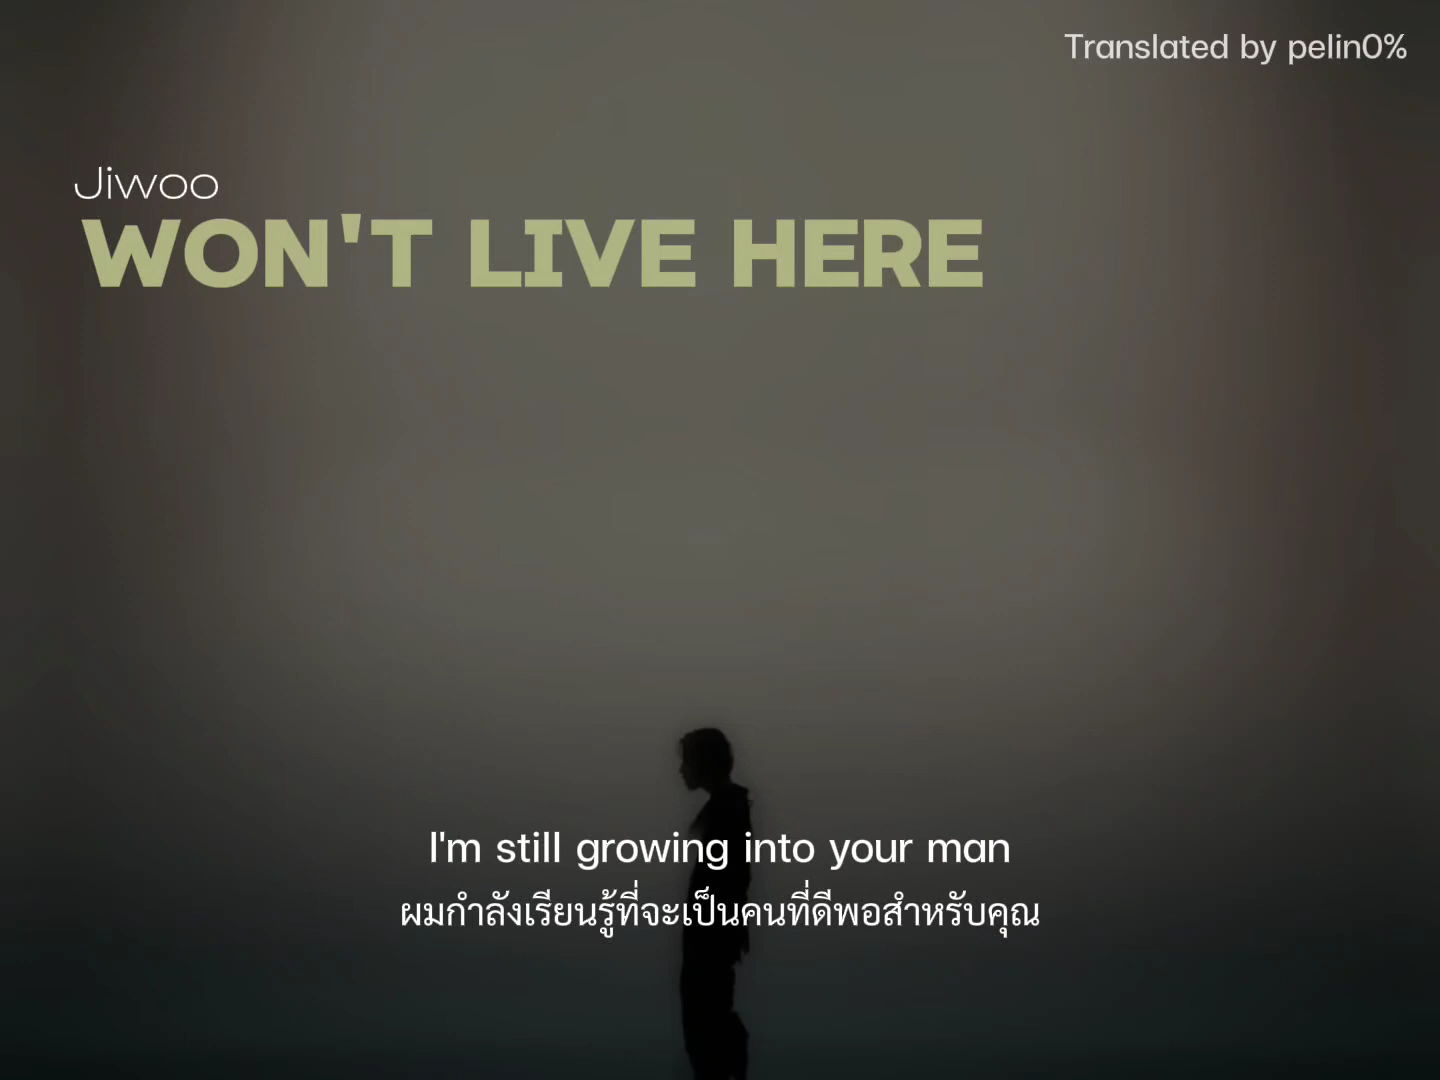 Translated by pelin0%
Jiwoo
WON'T LIVE HERE
I'm still growing into your man
ผมกำลังเรียนรู้ที่จะเป็นคนที่ดีพอสำหรับคุณ